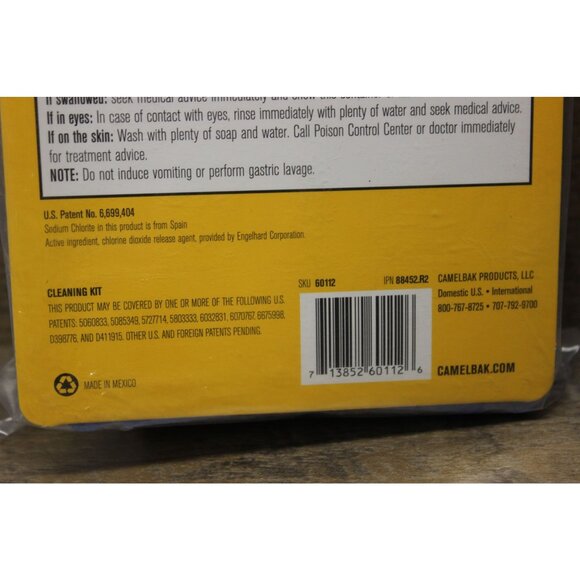 If swallowed: seek medical advice immediately and show this container
If in eyes: In case of contact with eyes, rinse immediately with plenty of water and seek medical advice.
If on the skin: Wash with plenty of soap and water. Call Poison Control Center or doctor immediately
for treatment advice.
NOTE: Do not induce vomiting or perform gastric lavage.
U.S. Patent No. 6,699,404
Sodium Chlorite in this product is from Spain
Active ingredient, chlorine dioxide release agent, provided by Engelhard Corporation.
CLEANING KIT
THIS PRODUCT MAY BE COVERED BY ONE OR MORE OF THE FOLLOWING U.S.
PATENTS: 5060833, 5085349, 5727714, 5803333, 6032831, 6070767, 6675998,
D398776, AND D411915. OTHER U.S. AND FOREIGN PATENTS PENDING.
MADE IN MEXICO
SKU 60112 IPN 88452.R2
7 13852 60112 6
CAMELBAK PRODUCTS, LLC
Domestic U.S. • International
800-767-8725 • 707-792-9700
CAMELBAK.COM